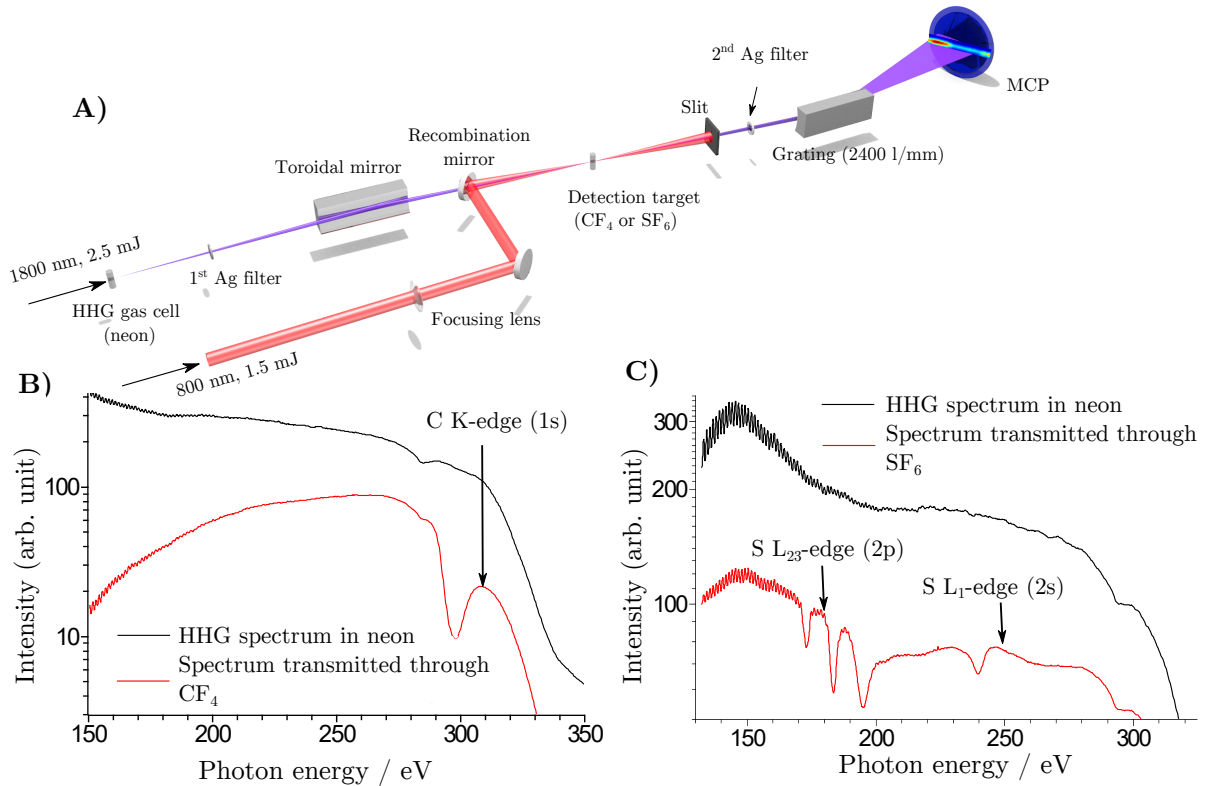 A)
2nd Ag filter
MCP
Slit
Recombination
mirror
Grating (2400 l/mm)
Toroidal mirror
Detection target
(CF4 or SF6)
1800 nm, 2.5 mJ
1st Ag filter
HHG gas cell
(neon)
Focusing lens
800 nm, 1.5 mJ
B)
C K-edge (1s)
Intensity (arb. unit)
100
10
HHG spectrum in neon
Spectrum transmitted through
CF4
150 200 250 300 350
Photon energy / eV
C)
HHG spectrum in neon
Spectrum transmitted through
SF6
Intensity (arb. unit)
300
200
100
S L23-edge (2p)
S L1-edge (2s)
150 200 250 300
Photon energy / eV